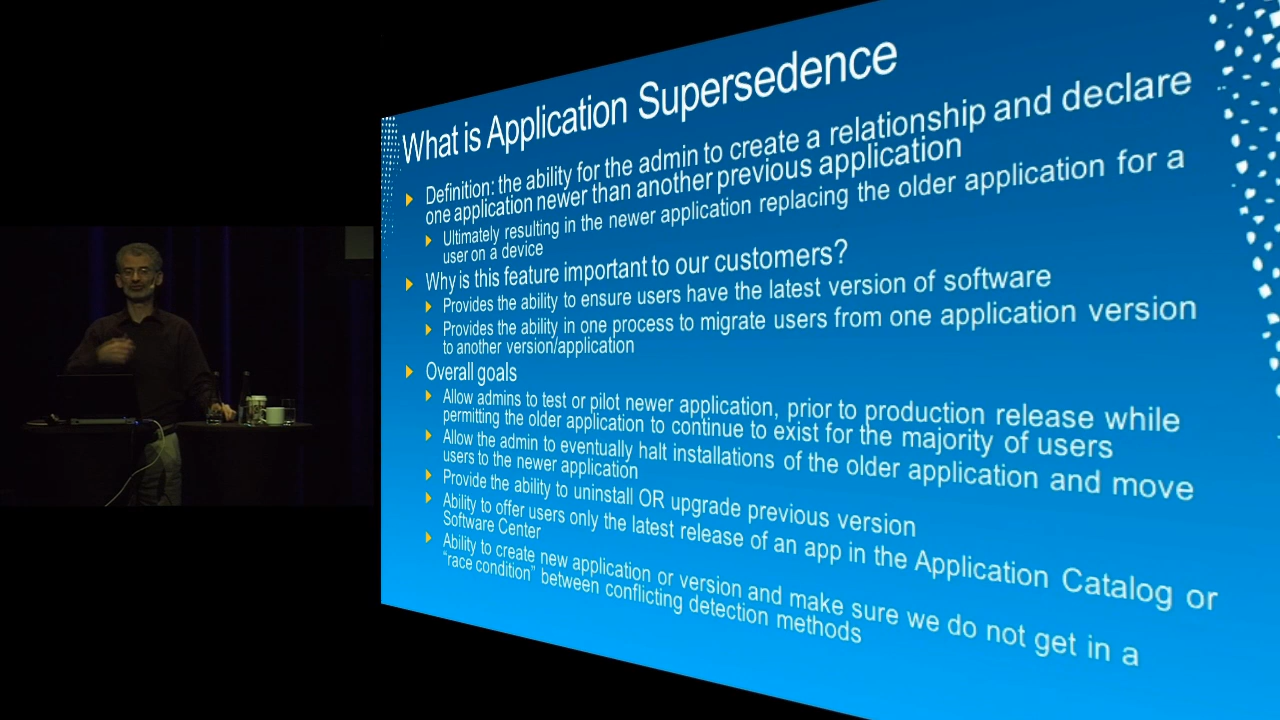 What is Application Supersedence
Definition: the ability for the admin to create a relationship and declare
one application newer than another previous application
Ultimately resulting in the newer application replacing the older application for a
user on a device
Why is this feature important to our customers?
Provides the ability to ensure users have the latest version of software
Provides the ability in one process to migrate users from one application version
to another version/application
Overall goals
Allow admins to test or pilot newer application, prior to production release while
permitting the older application to continue to exist for the majority of users
Allow the admin to eventually halt installations of the older application and move
users to the newer application
Provide the ability to uninstall OR upgrade previous version
Ability to offer users only the latest release of an app in the Application Catalog or
Software Center
Ability to create new application or version and make sure we do not get in a
“race condition” between conflicting detection methods